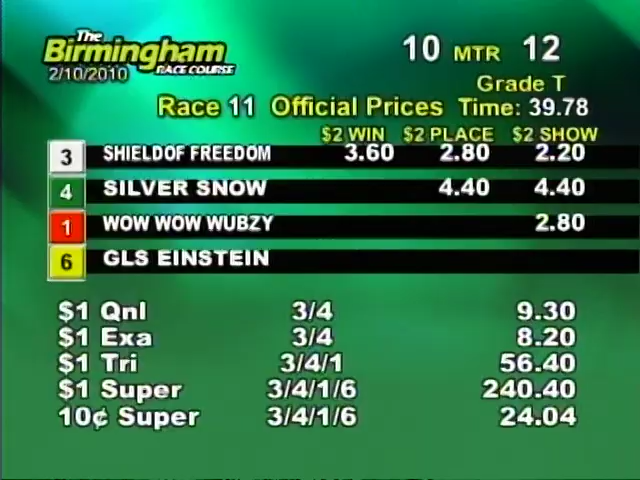 The
Birmingham
RACE COURSE
2/10/2010
10 MTR 12
Grade T
Race 11 Official Prices Time: 39.78
$2 WIN $2 PLACE $2 SHOW
3 SHIELDOF FREEDOM 3.60 2.80 2.20
4 SILVER SNOW 4.40 4.40
1 WOW WOW WUBZY 2.80
6 GLS EINSTEIN
$1 Qnl 3/4 9.30
$1 Exa 3/4 8.20
$1 Tri 3/4/1 56.40
$1 Super 3/4/1/6 240.40
10¢ Super 3/4/1/6 24.04